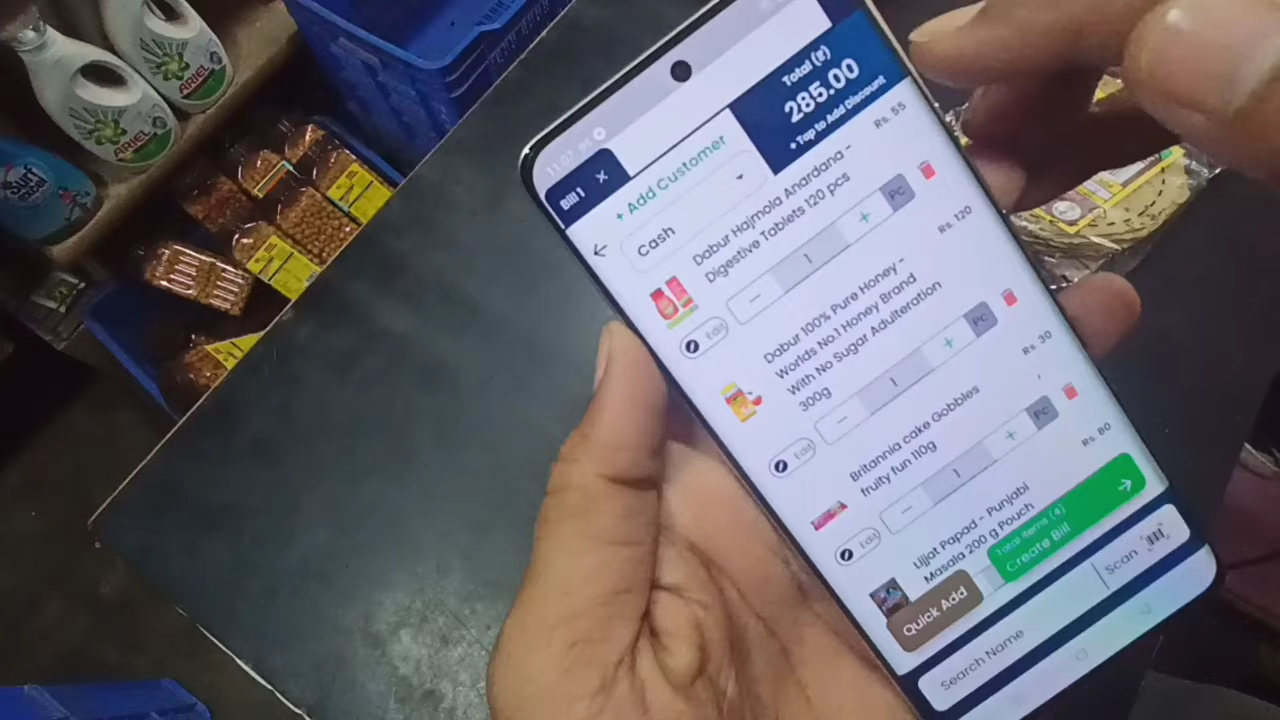 ARIEL
ARIEL
Surf
excel
11:07
Bill 1 X
Total (₹)
285.00
+ Tap to Add Discount
+ Add Customer
Cash
Dabur Hajmola Anardana -
Digestive Tablets 120 pcs
Rs. 55
1
Pc
Edit
Dabur 100% Pure Honey -
Worlds No.1 Honey Brand
With No Sugar Adulteration
300g
Rs. 120
1
Pc
Edit
Britannia cake Gobbles
fruity fun 110g
Rs. 30
1
Pc
Edit
Lijjat Papad - Punjabi
Masala 200 g Pouch
Rs. 80
Total Items (4)
Create Bill
Quick Add
Search Name
Scan